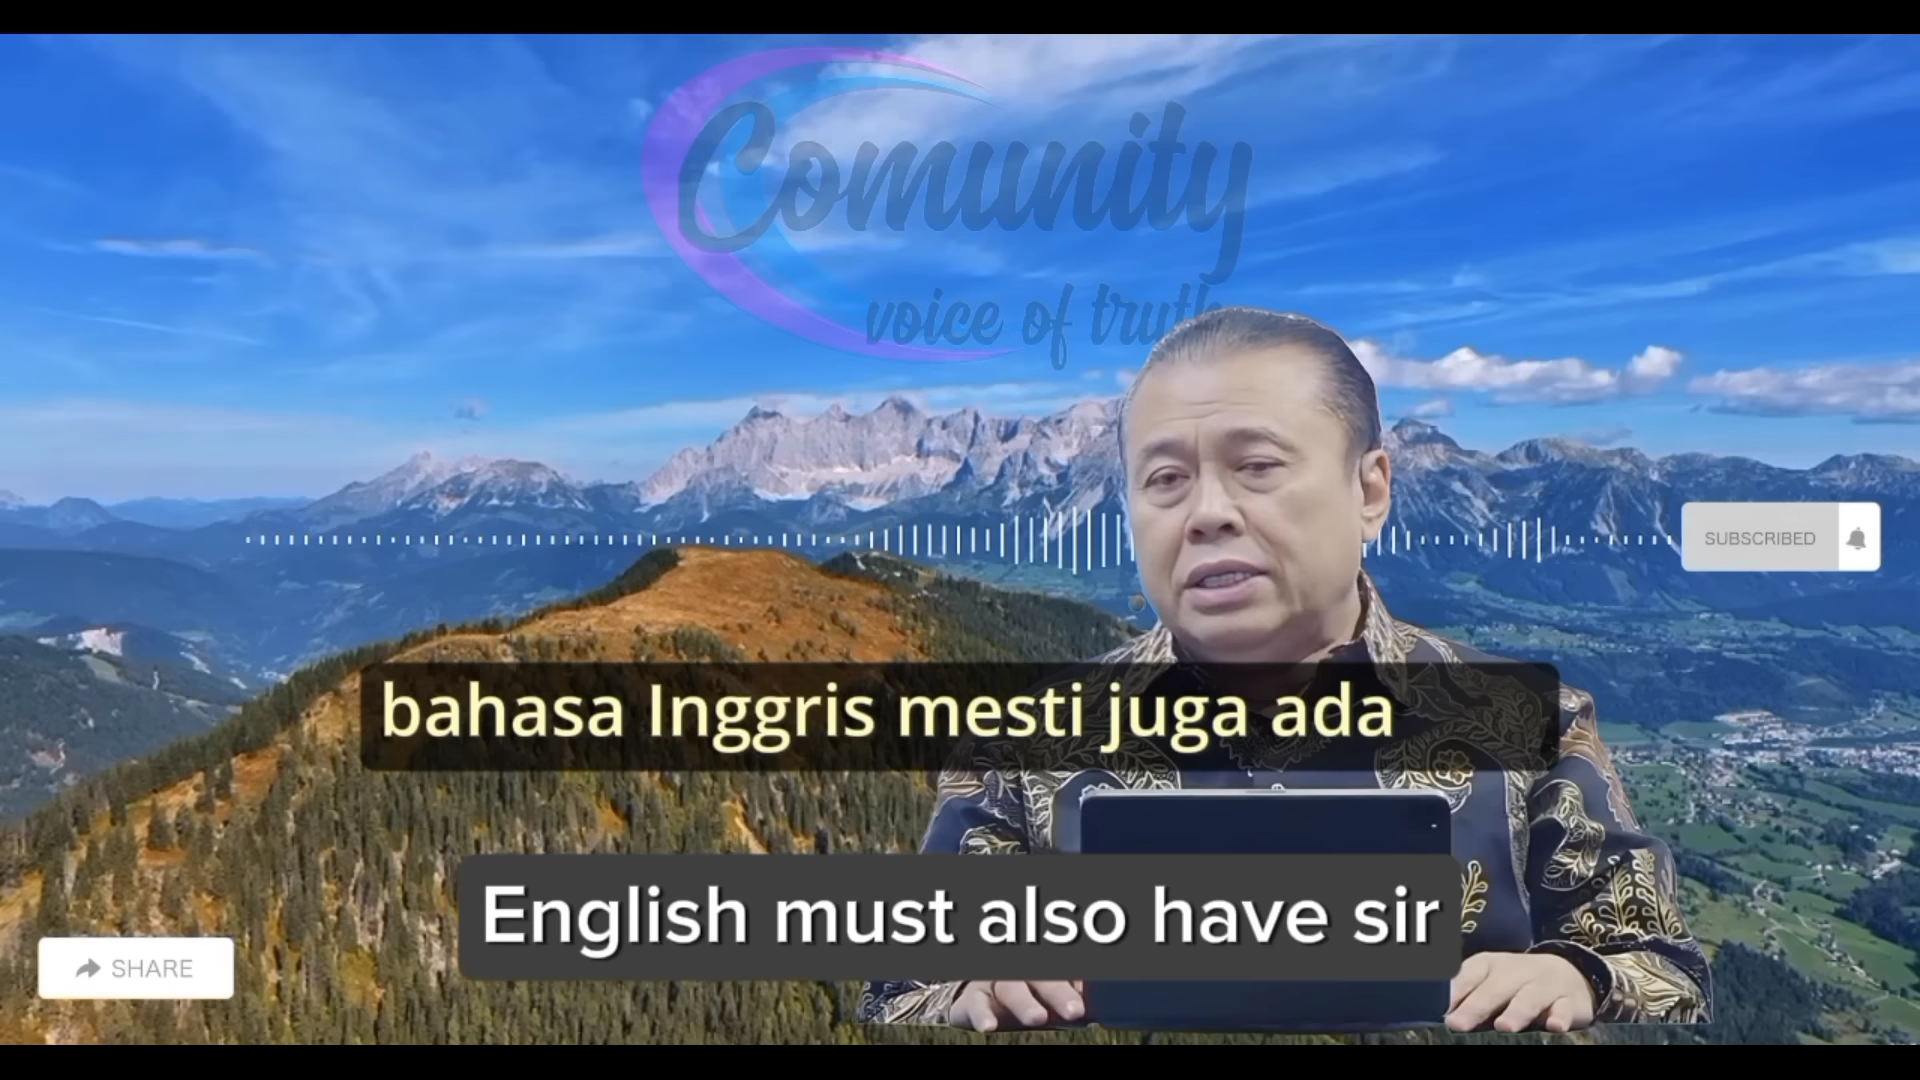 Comunity
voice of truth
SUBSCRIBED
bahasa Inggris mesti juga ada
English must also have sir
SHARE